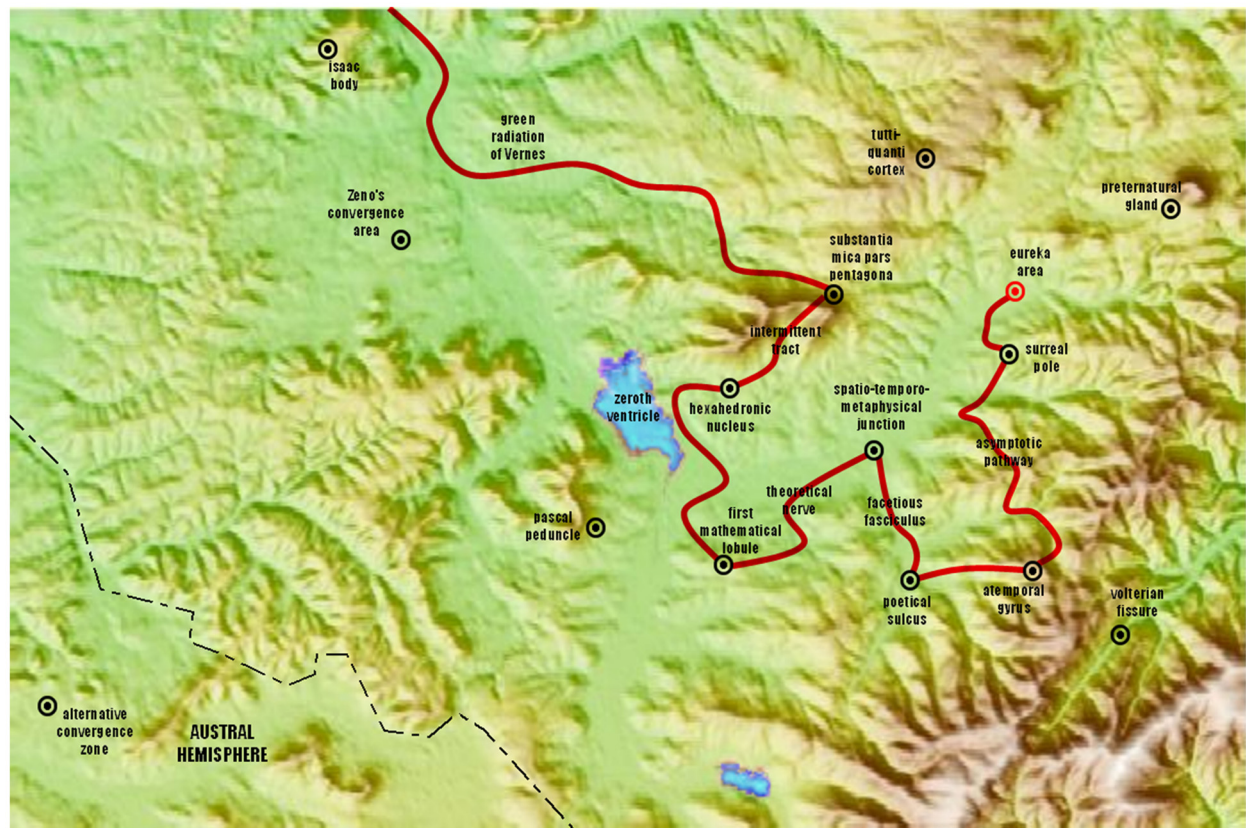 isaac
body
green
radiation
of Vernes
tutti-
quanti
cortex
preternatural
gland
Zeno's
convergence
area
substantia
mica pars
pentagona
eureka
area
intermittent
tract
surreal
pole
zeroth
ventricle
hexahedronic
nucleus
spatio-temporo-
metaphysical
junction
asymptotic
pathway
theoretical
nerve
facetious
fasciculus
pascal
peduncle
first
mathematical
lobule
poetical
sulcus
atemporal
gyrus
volterian
fissure
alternative
convergence
zone
AUSTRAL
HEMISPHERE